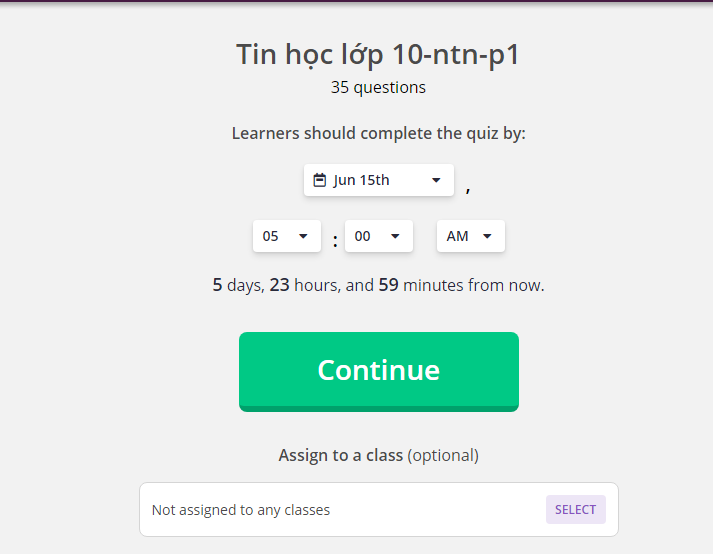 Tin học lớp 10-ntn-p1
35 questions
Learners should complete the quiz by:
Jun 15th ,
05 : 00 AM
5 days, 23 hours, and 59 minutes from now.
Continue
Assign to a class (optional)
Not assigned to any classes SELECT